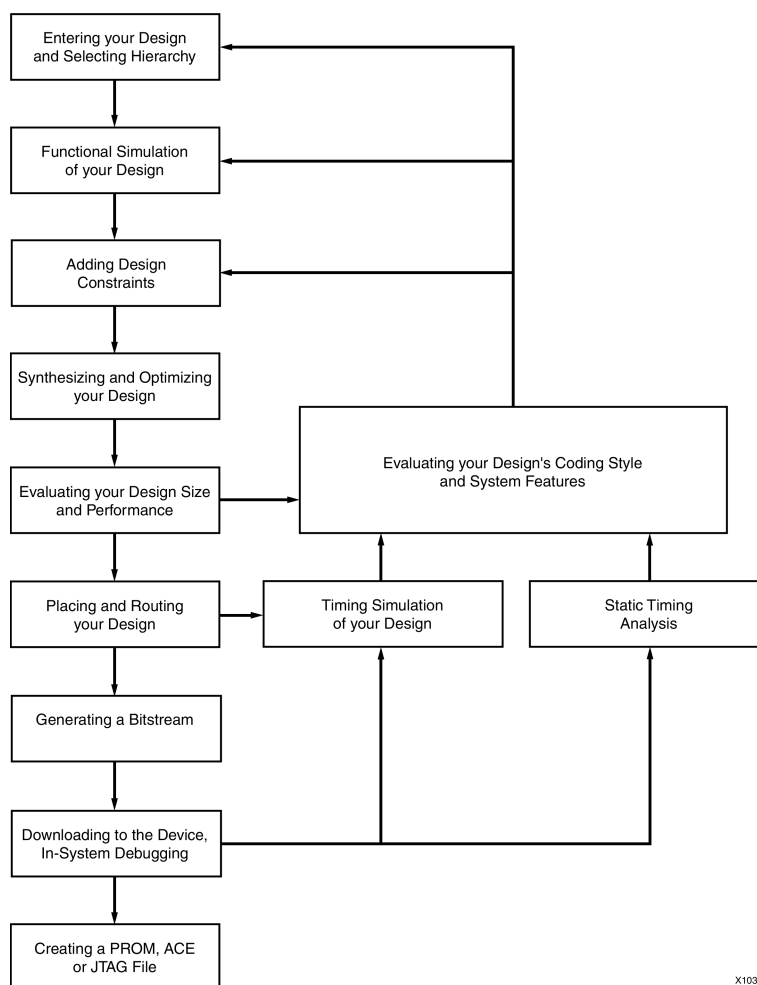 Entering your Design
and Selecting Hierarchy
Functional Simulation
of your Design
Adding Design
Constraints
Synthesizing and Optimizing
your Design
Evaluating your Design Size
and Performance
Evaluating your Design's Coding Style
and System Features
Placing and Routing
your Design
Timing Simulation
of your Design
Static Timing
Analysis
Generating a Bitstream
Downloading to the Device,
In-System Debugging
Creating a PROM, ACE
or JTAG File
X103